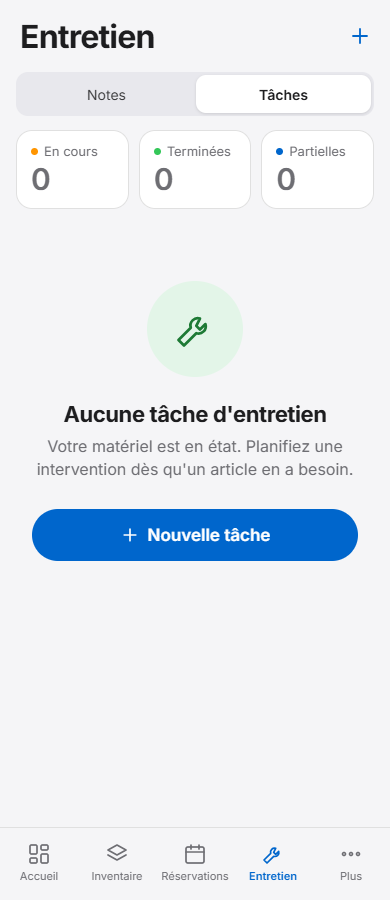 Entretien
Notes
Tâches
En cours
0
Terminées
0
Partielles
0
Aucune tâche d'entretien
Votre matériel est en état. Planifiez une
intervention dès qu'un article en a besoin.
Nouvelle tâche
Accueil
Inventaire
Réservations
Entretien
Plus